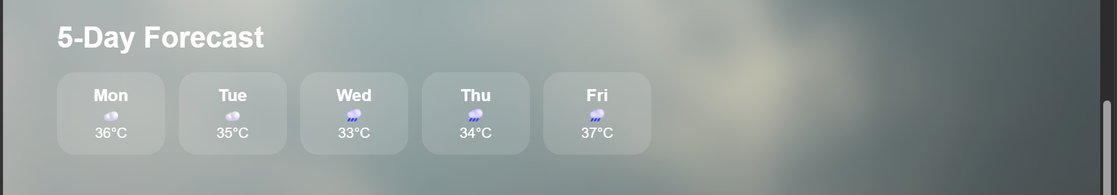 5-Day Forecast
Mon
36°C
Tue
35°C
Wed
33°C
Thu
34°C
Fri
37°C